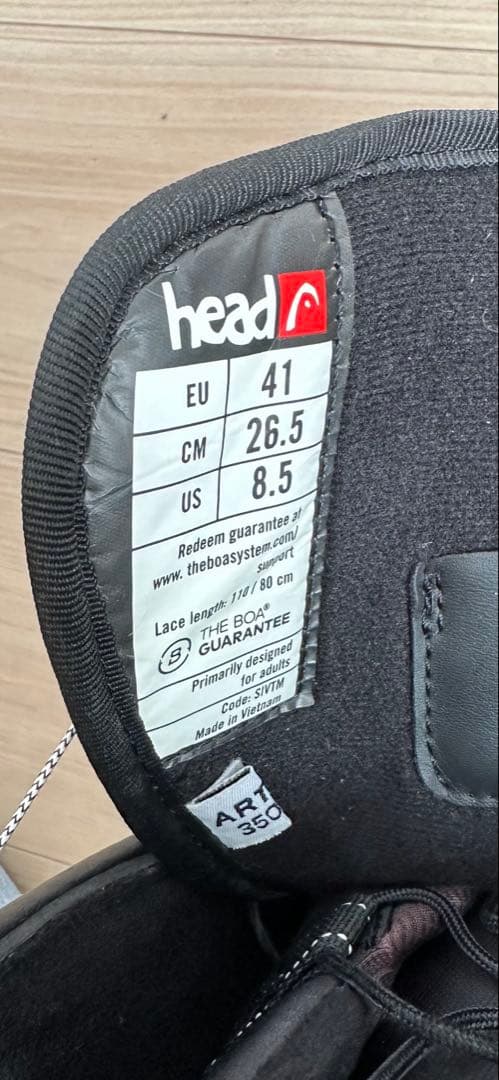 head
EU 41
CM 26.5
US 8.5
Redeem guarantee at
www. theboasystem.com/
support
Lace length: 110 / 80 cm
THE BOA®
GUARANTEE
Primarily designed
for adults
Code: SIVTM
Made in Vietnam
ART
350